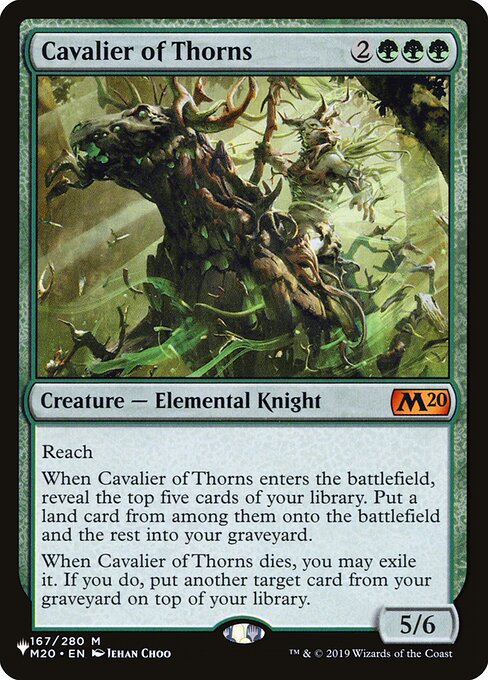 Cavalier of Thorns 2
Creature — Elemental Knight M20
Reach
When Cavalier of Thorns enters the battlefield,
reveal the top five cards of your library. Put a
land card from among them onto the battlefield
and the rest into your graveyard.
When Cavalier of Thorns dies, you may exile
it. If you do, put another target card from your
graveyard on top of your library.
5/6
167/280 M
M20 • EN Jehan Choo
™ & © 2019 Wizards of the Coast